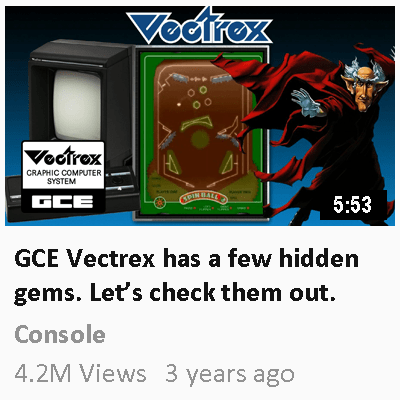 Vectrex
Vectrex
GRAPHIC COMPUTER
SYSTEM
GCE
SPINBALL
5:53
GCE Vectrex has a few hidden
gems. Let’s check them out.
Console
4.2M Views 3 years ago